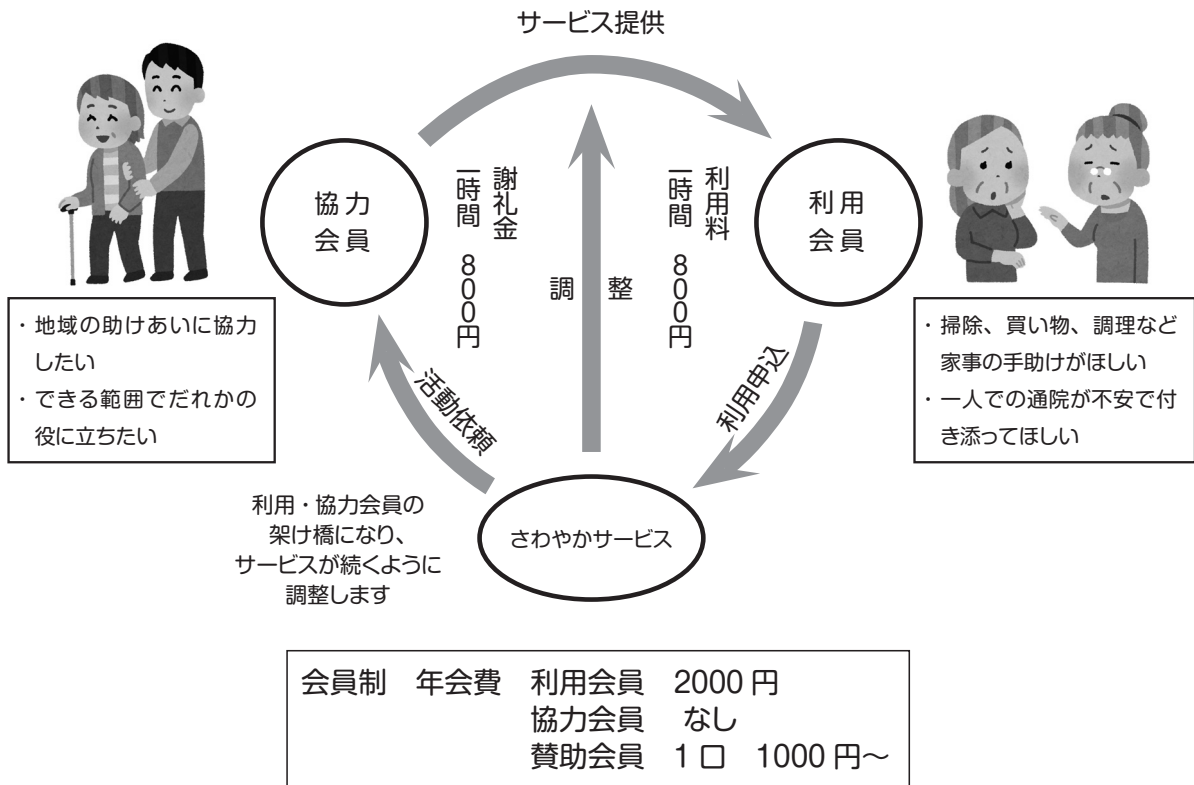 サービス提供
協力
会員
謝礼金
一時間 800円
調整
利用料
一時間 800円
利用
会員
・地域の助けあいに協力
したい
・できる範囲でだれかの
役に立ちたい
・掃除、買い物、調理など
家事の手助けがほしい
・一人での通院が不安で付
き添ってほしい
活動依頼
利用申込
利用・協力会員の
架け橋になり、
サービスが続くように
調整します
さわやかサービス
会員制 年会費 利用会員 2000円
協力会員 なし
賛助会員 1口 1000円〜